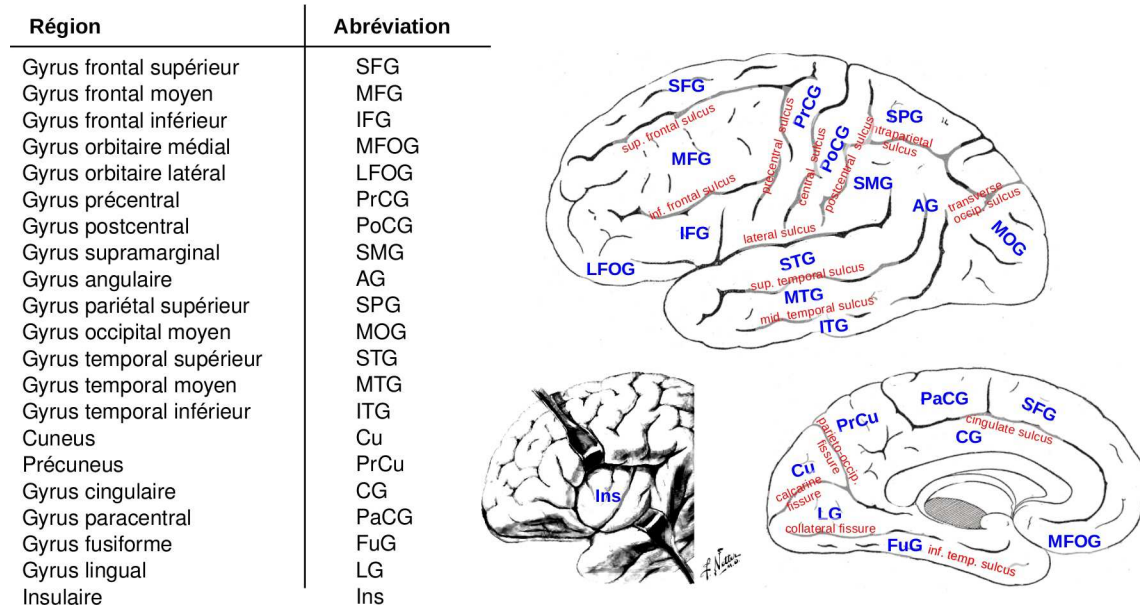 Région Abréviation
Gyrus frontal supérieur SFG
Gyrus frontal moyen MFG
Gyrus frontal inférieur IFG
Gyrus orbitaire médial MFOG
Gyrus orbitaire latéral LFOG
Gyrus précentral PrCG
Gyrus postcentral PoCG
Gyrus supramarginal SMG
Gyrus angulaire AG
Gyrus pariétal supérieur SPG
Gyrus occipital moyen MOG
Gyrus temporal supérieur STG
Gyrus temporal moyen MTG
Gyrus temporal inférieur ITG
Cuneus Cu
Précuneus PrCu
Gyrus cingulaire CG
Gyrus paracentral PaCG
Gyrus fusiforme FuG
Gyrus lingual LG
Insulaire Ins
SFG
sup. frontal sulcus
MFG
inf. frontal sulcus
IFG
LFOG
precentral sulcus
PrCG
central sulcus
PoCG
postcentral sulcus
SPG
intraparietal
sulcus
SMG
AG
transverse
occip. sulcus
MOG
lateral sulcus
STG
sup. temporal sulcus
MTG
mid. temporal sulcus
ITG
Ins
F. Netter
PaCG
SFG
PrCu
cingulate sulcus
CG
parieto-occip.
fissure
Cu
calcarine
fissure
LG
collateral fissure
FuG
inf. temp. sulcus
MFOG